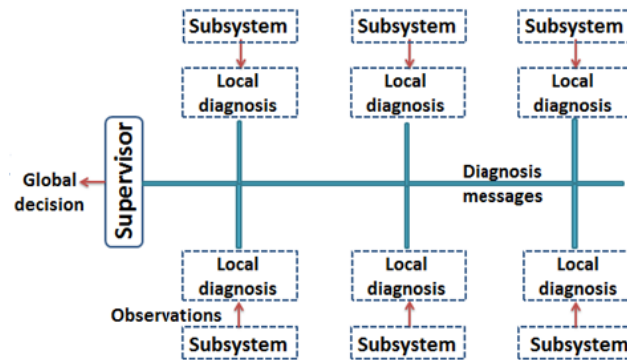 Subsystem
Subsystem
Subsystem
Local
diagnosis
Local
diagnosis
Local
diagnosis
Supervisor
Global
decision
Diagnosis
messages
Local
diagnosis
Local
diagnosis
Local
diagnosis
Observations
Subsystem
Subsystem
Subsystem